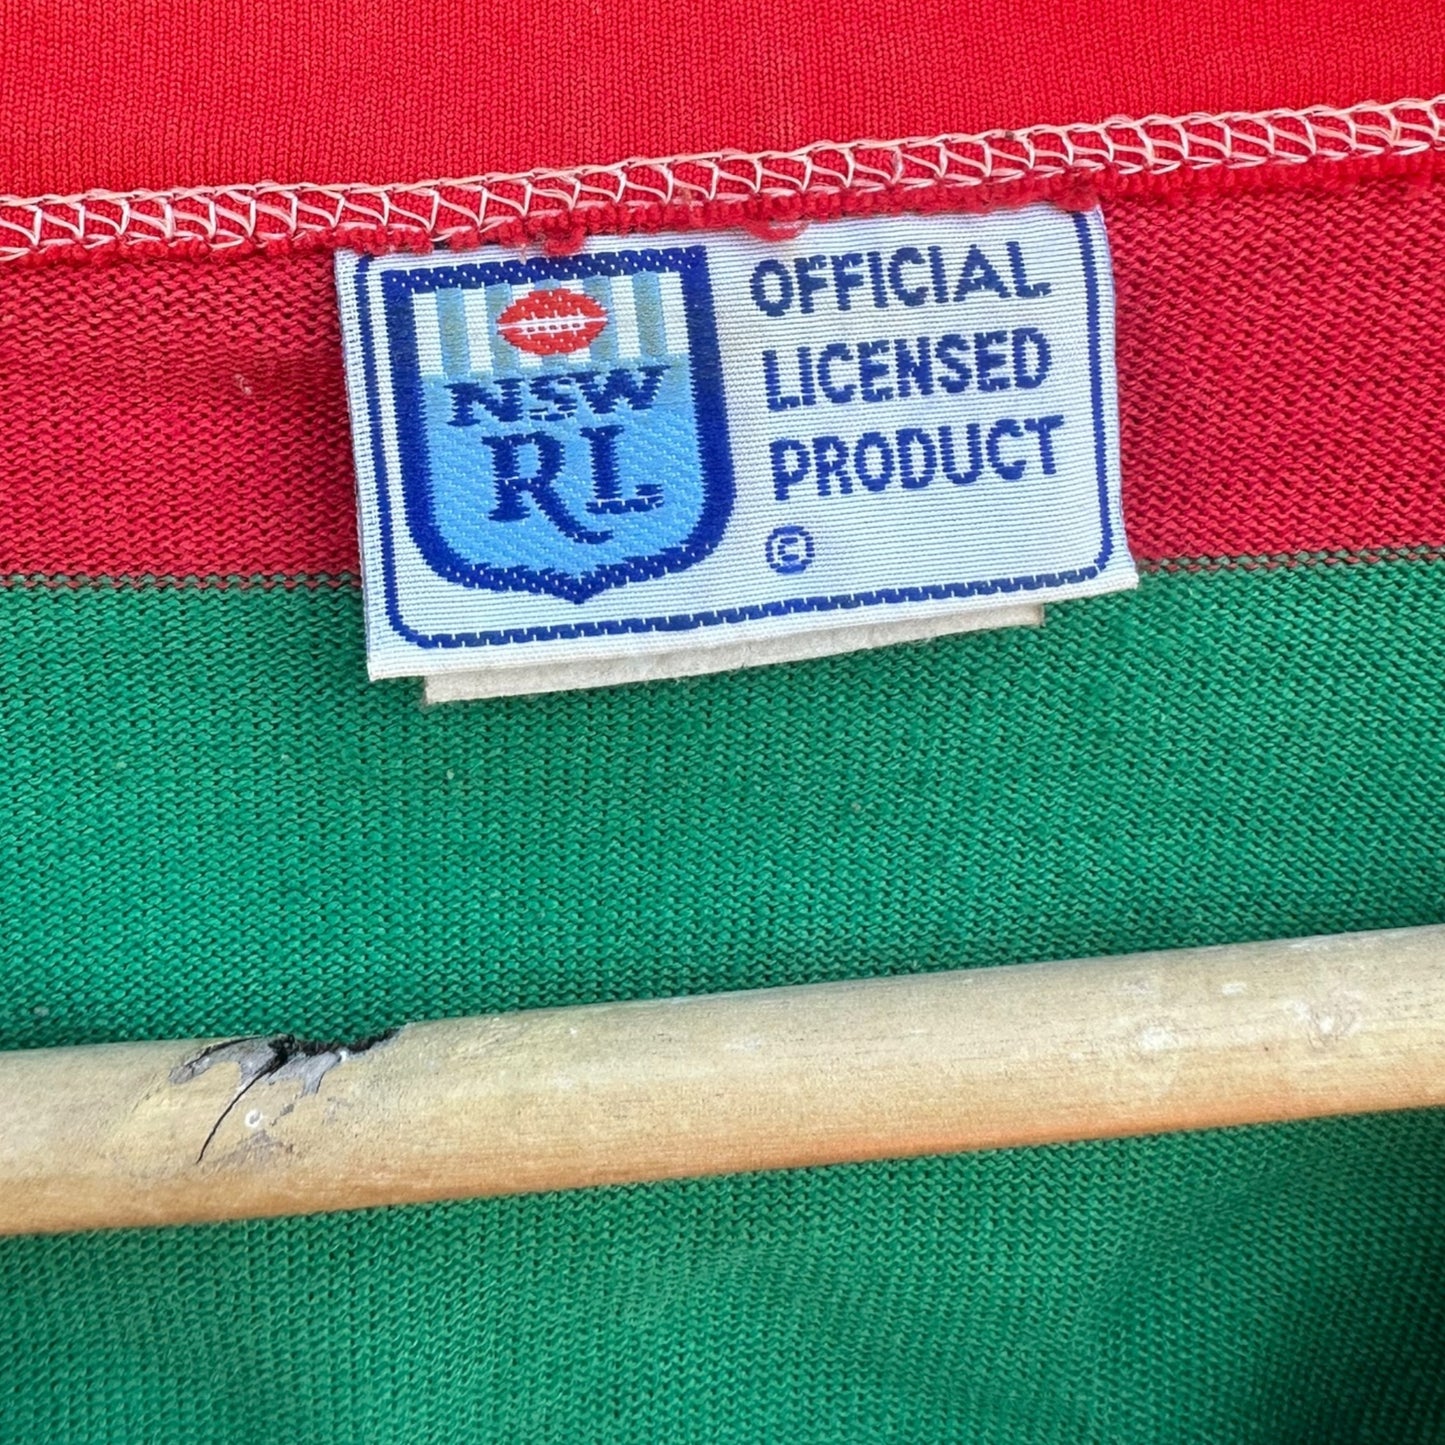 NSW
RL
OFFICIAL
LICENSED
PRODUCT
©